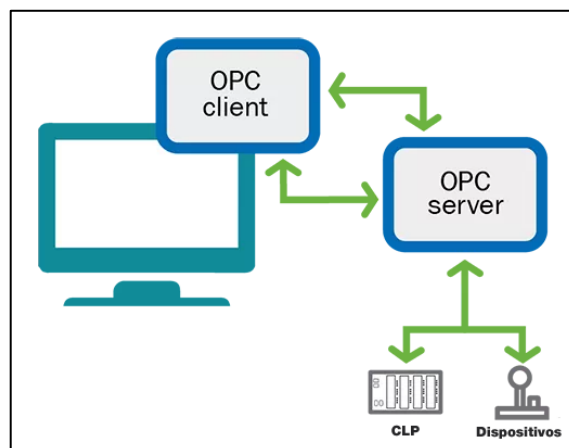 OPC
client
OPC
server
CLP
Dispositivos